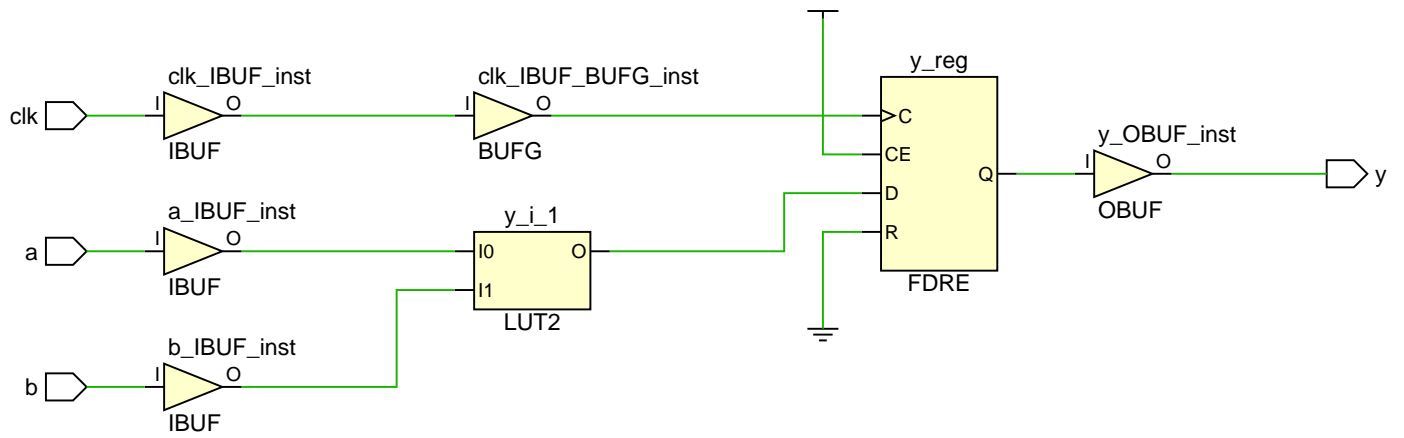 clk
clk_IBUF_inst
I
O
IBUF
clk_IBUF_BUFG_inst
I
O
BUFG
a
a_IBUF_inst
I
O
IBUF
b
b_IBUF_inst
I
O
IBUF
y_i_1
I0
I1
O
LUT2
y_reg
C
CE
D
R
Q
FDRE
y_OBUF_inst
I
O
OBUF
y